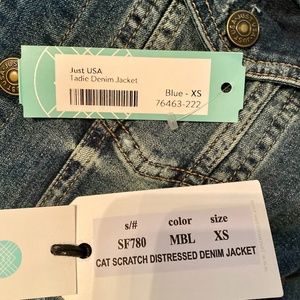 Just USA
Tadie Denim Jacket
Blue - XS
76463-222
s/# color size
SF780 MBL XS
CAT SCRATCH DISTRESSED DENIM JACKET